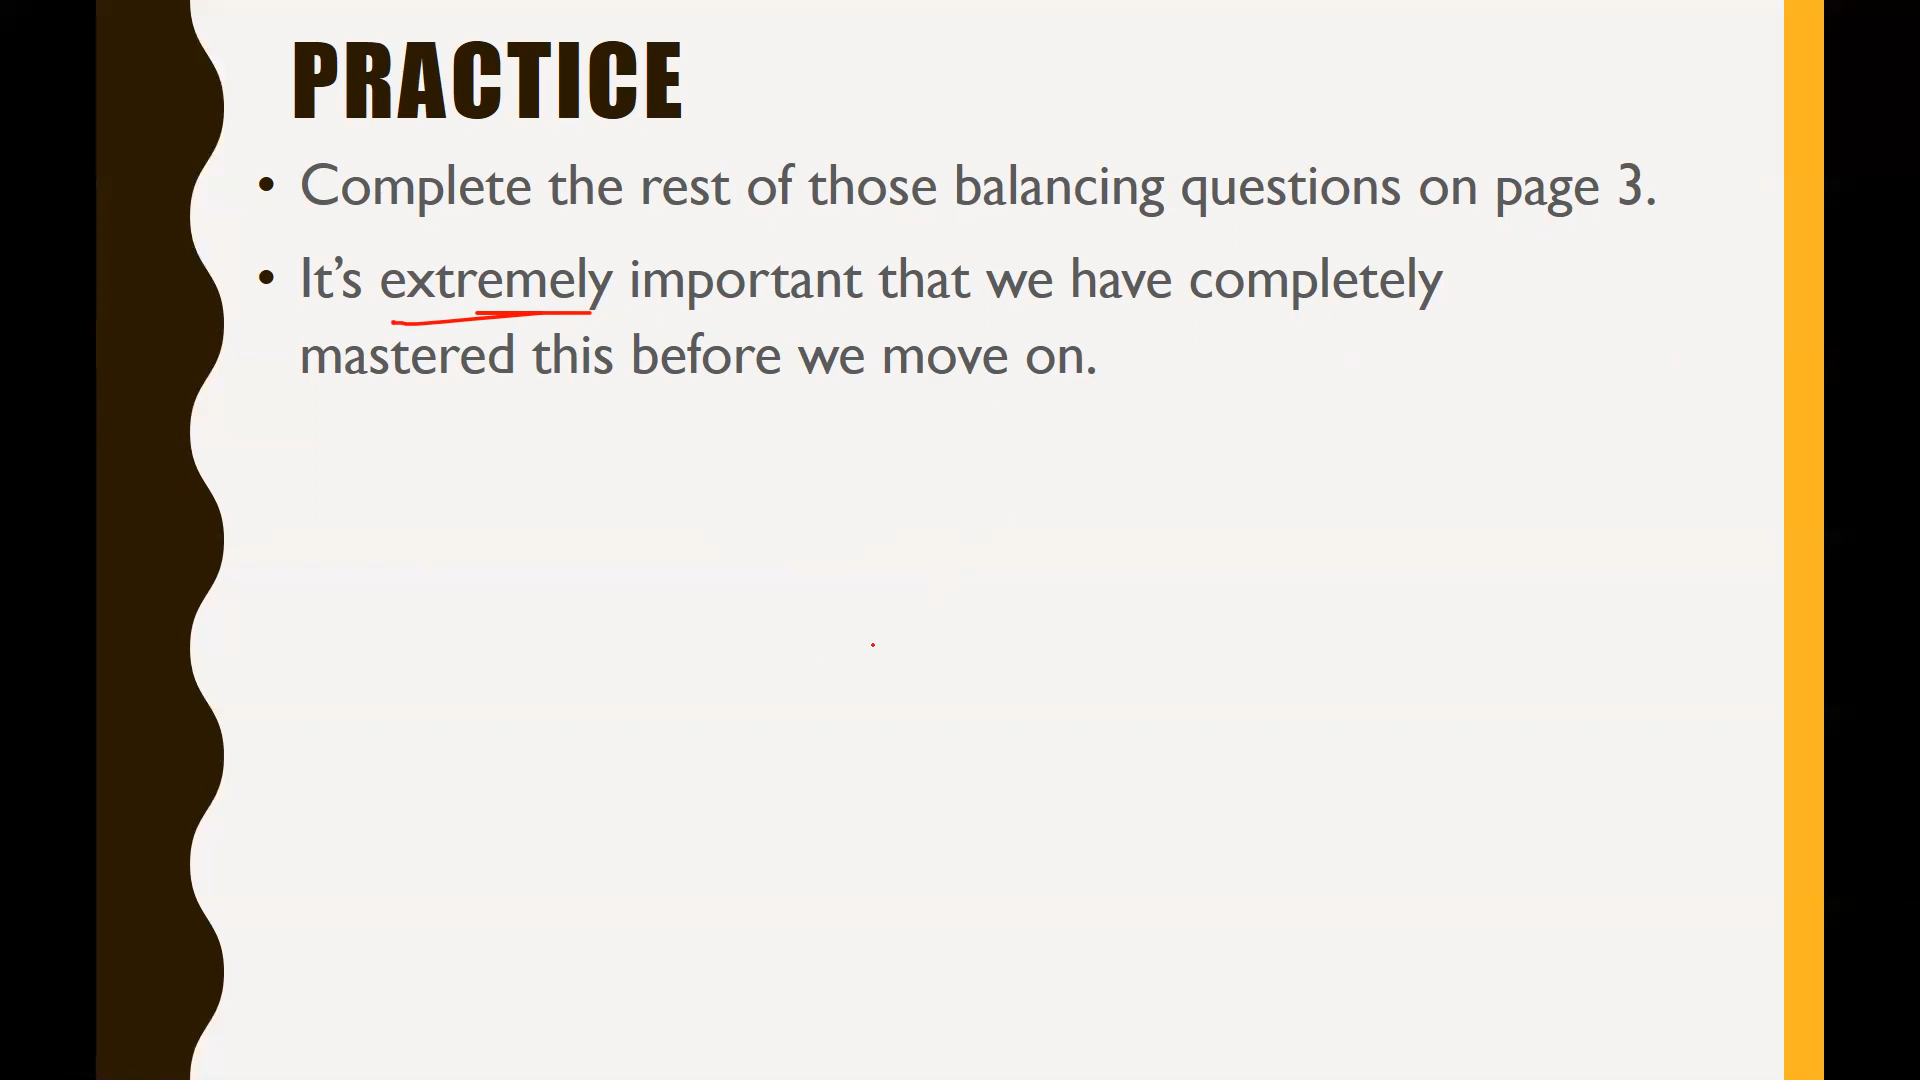 PRACTICE
• Complete the rest of those balancing questions on page 3.
• It’s extremely important that we have completely
mastered this before we move on.